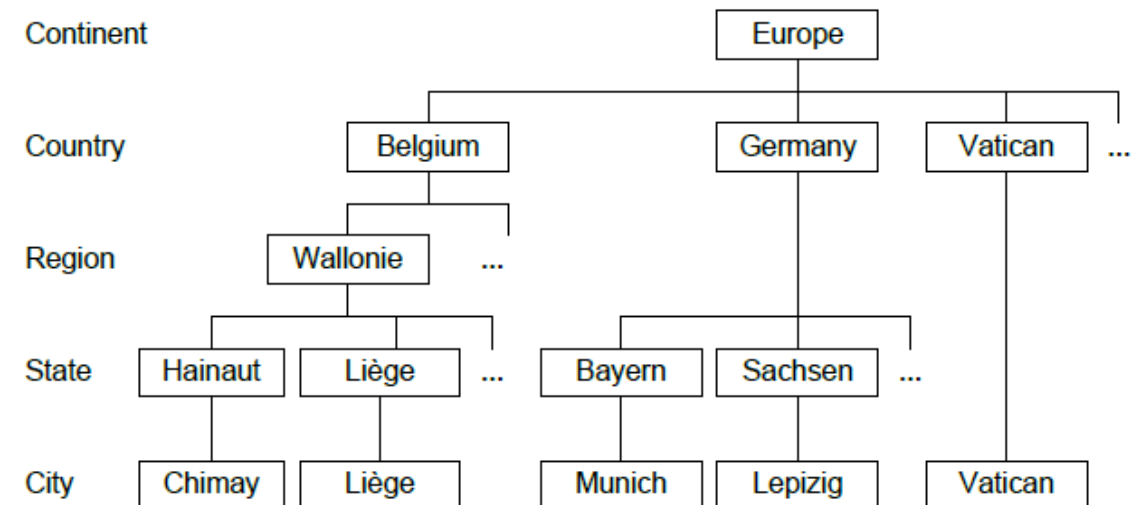 Continent Europe
Country Belgium Germany Vatican ...
Region Wallonie ...
State Hainaut Liège ... Bayern Sachsen ...
City Chimay Liège Munich Lepizig Vatican